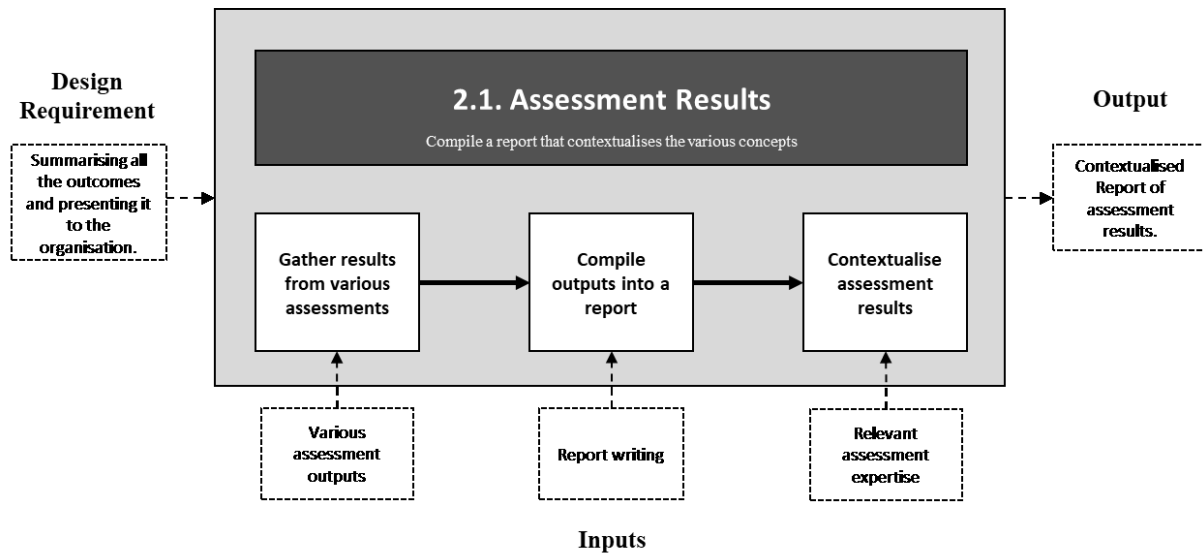 Design
Requirement
Summarising all
the outcomes
and presenting it
to the
organisation.
2.1. Assessment Results
Compile a report that contextualises the various concepts
Gather results
from various
assessments
Compile
outputs into a
report
Contextualise
assessment
results
Output
Contextualised
Report of
assessment
results.
Various
assessment
outputs
Report writing
Relevant
assessment
expertise
Inputs